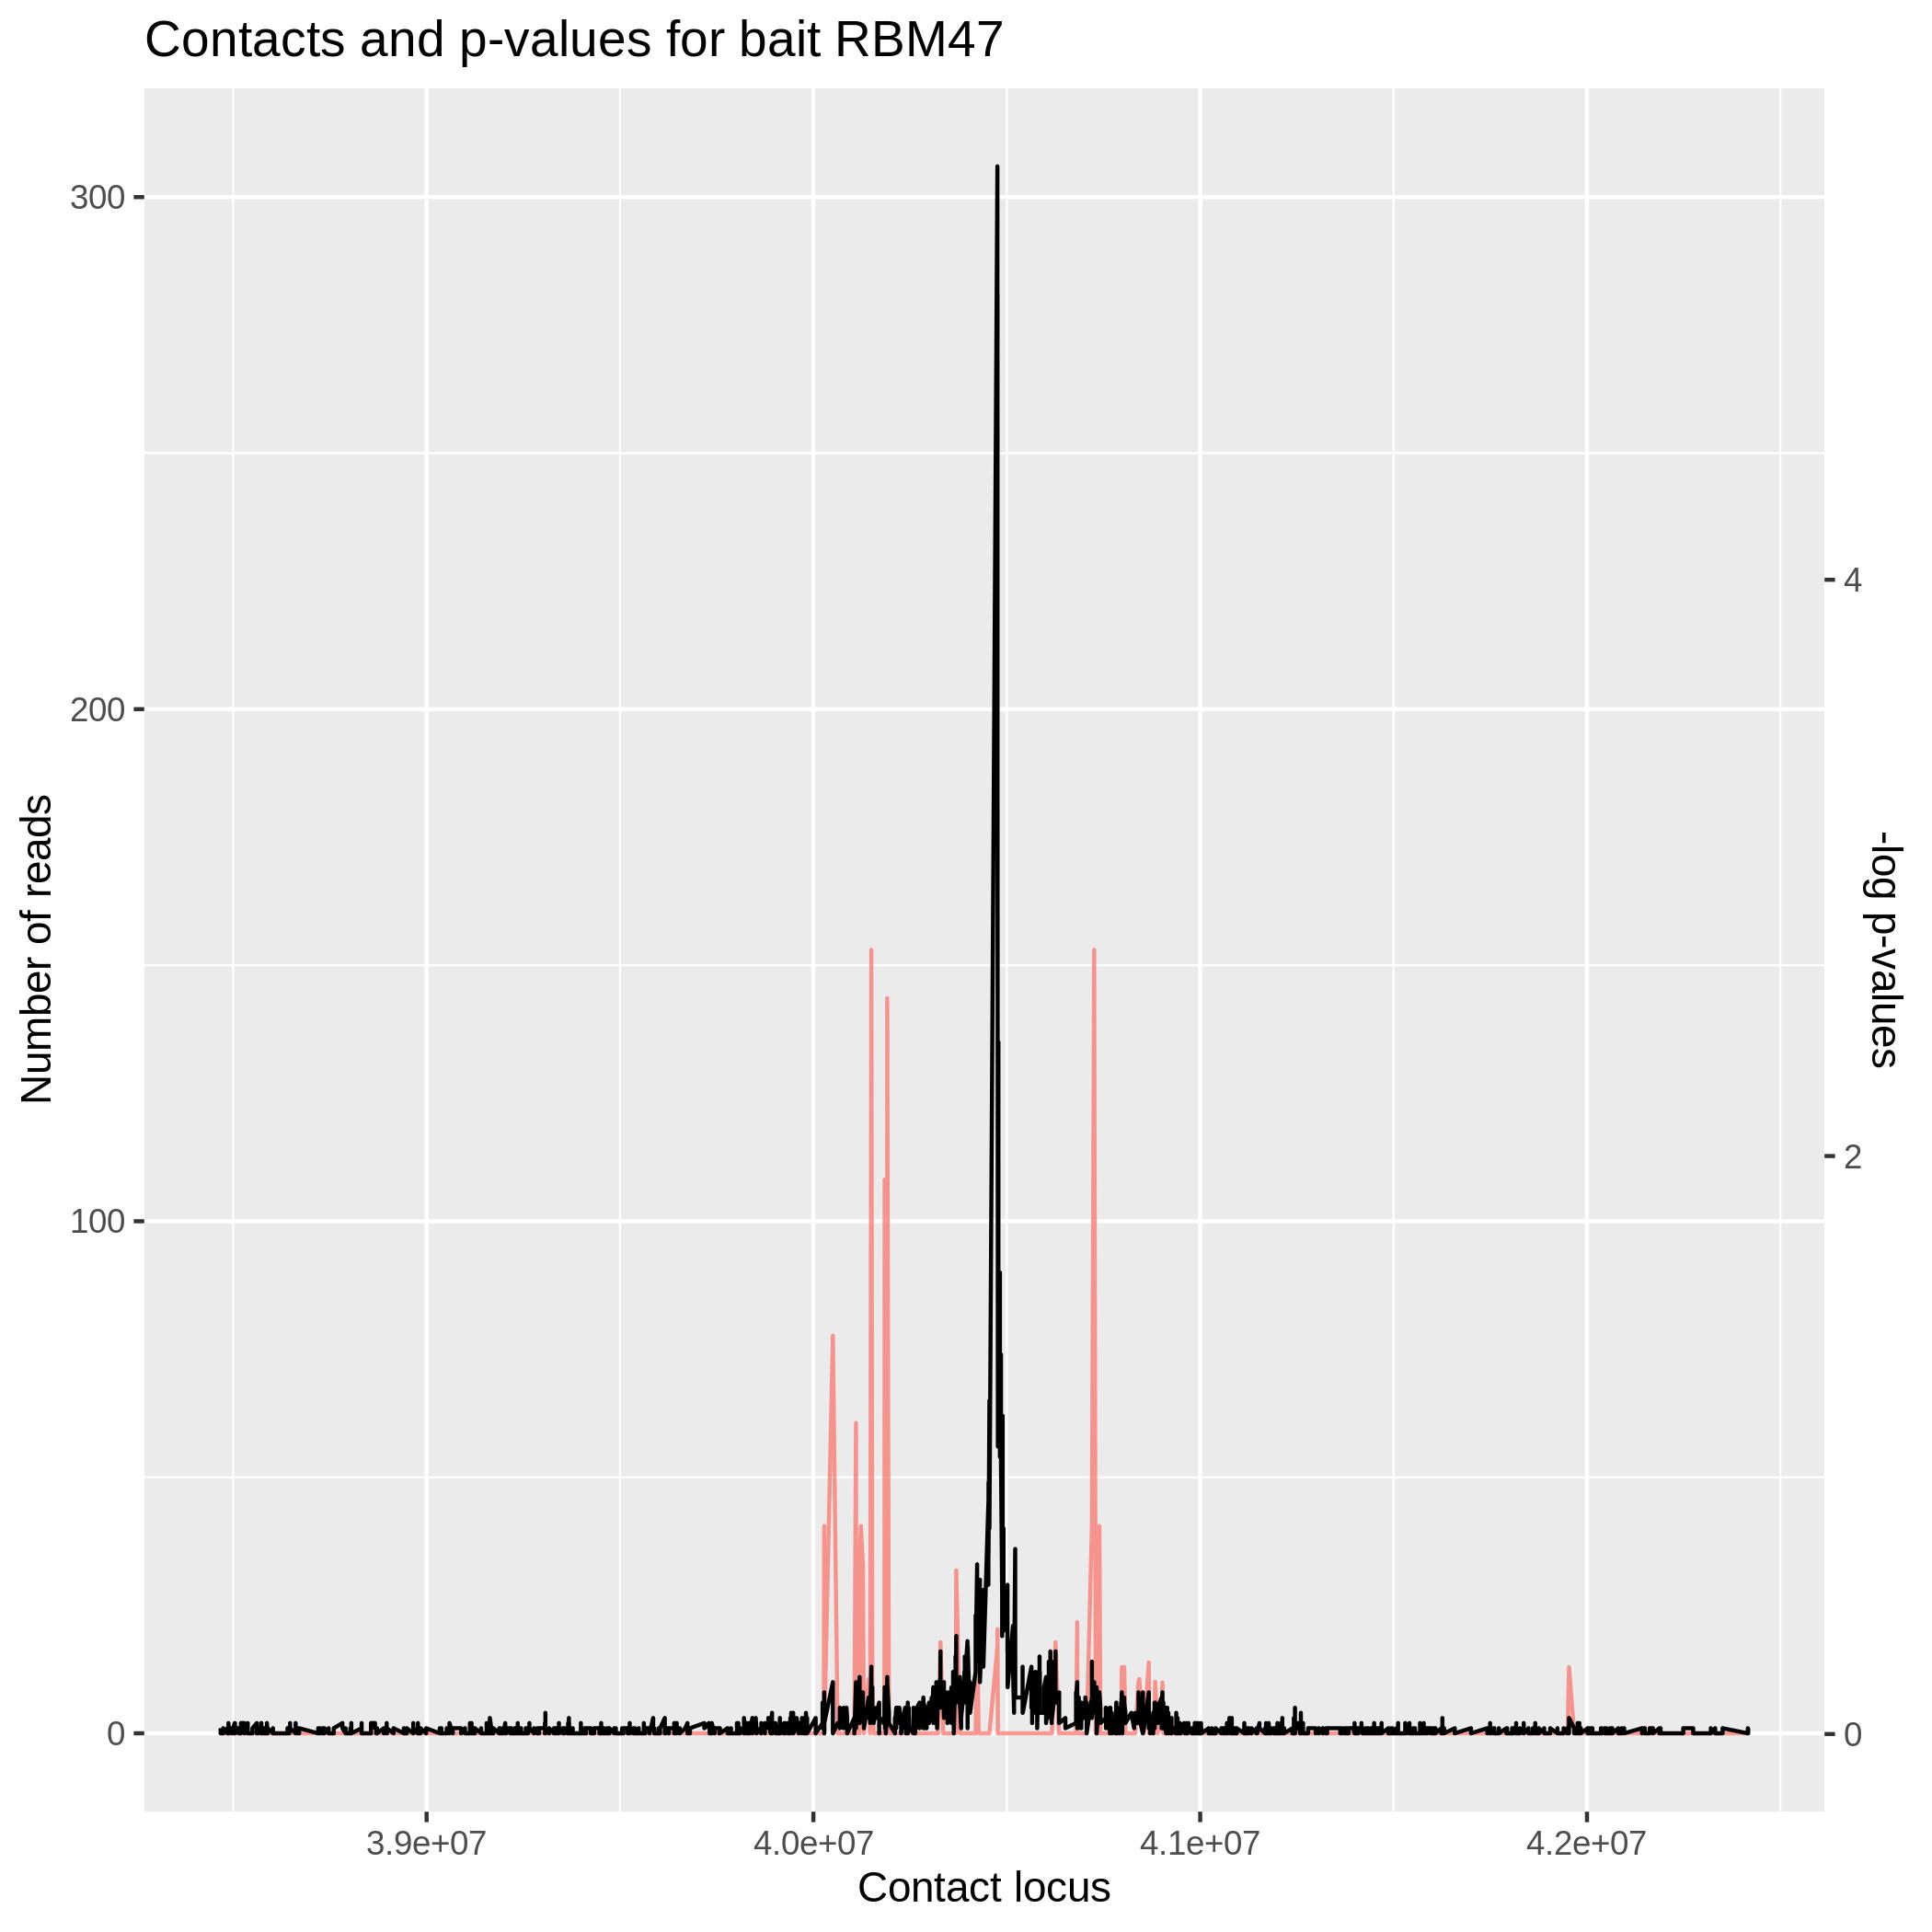 Contacts and p-values for bait RBM47
300
200
100
0
Number of reads
4
2
0
-log p-values
3.9e+07
4.0e+07
4.1e+07
4.2e+07
Contact locus